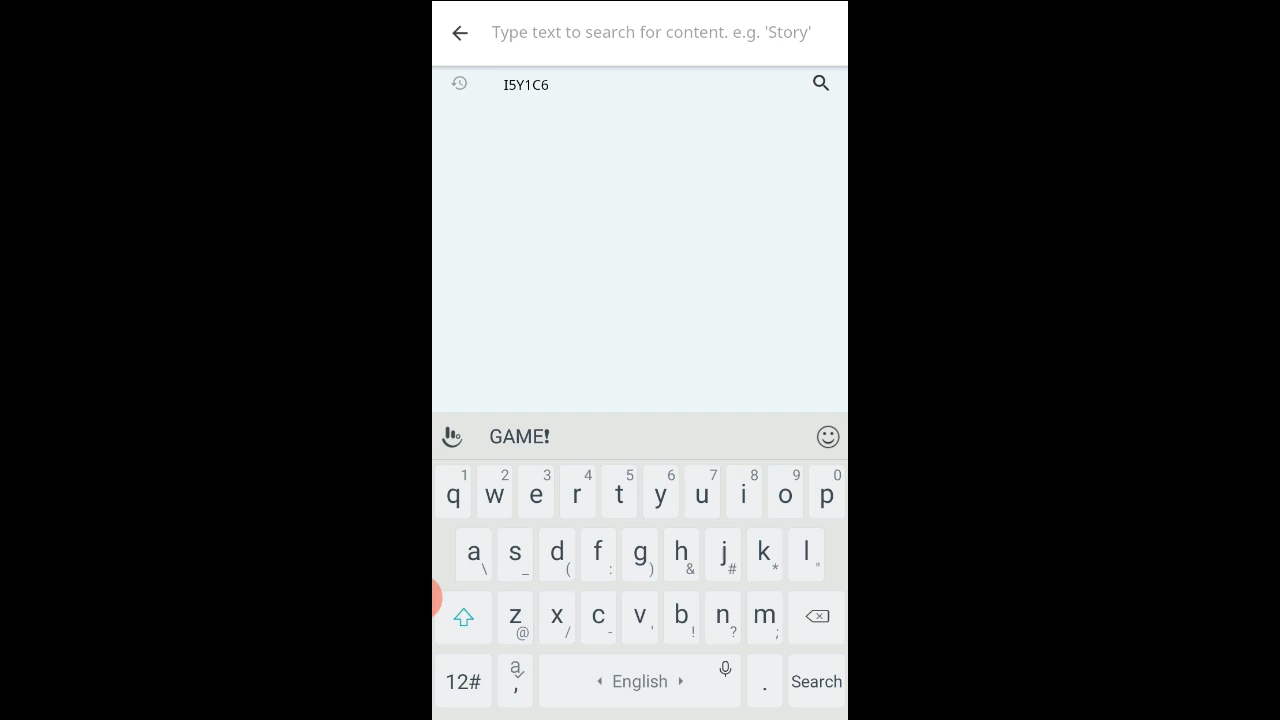 Type text to search for content. e.g. 'Story'
I5Y1C6
GAME!
1 2 3 4 5 6 7 8 9 0
q w e r t y u i o p
a s d f g h j k l
\ _ ( : ) & # * "
z x c v b n m
@ / - ' ! ? ;
12# a , English . Search